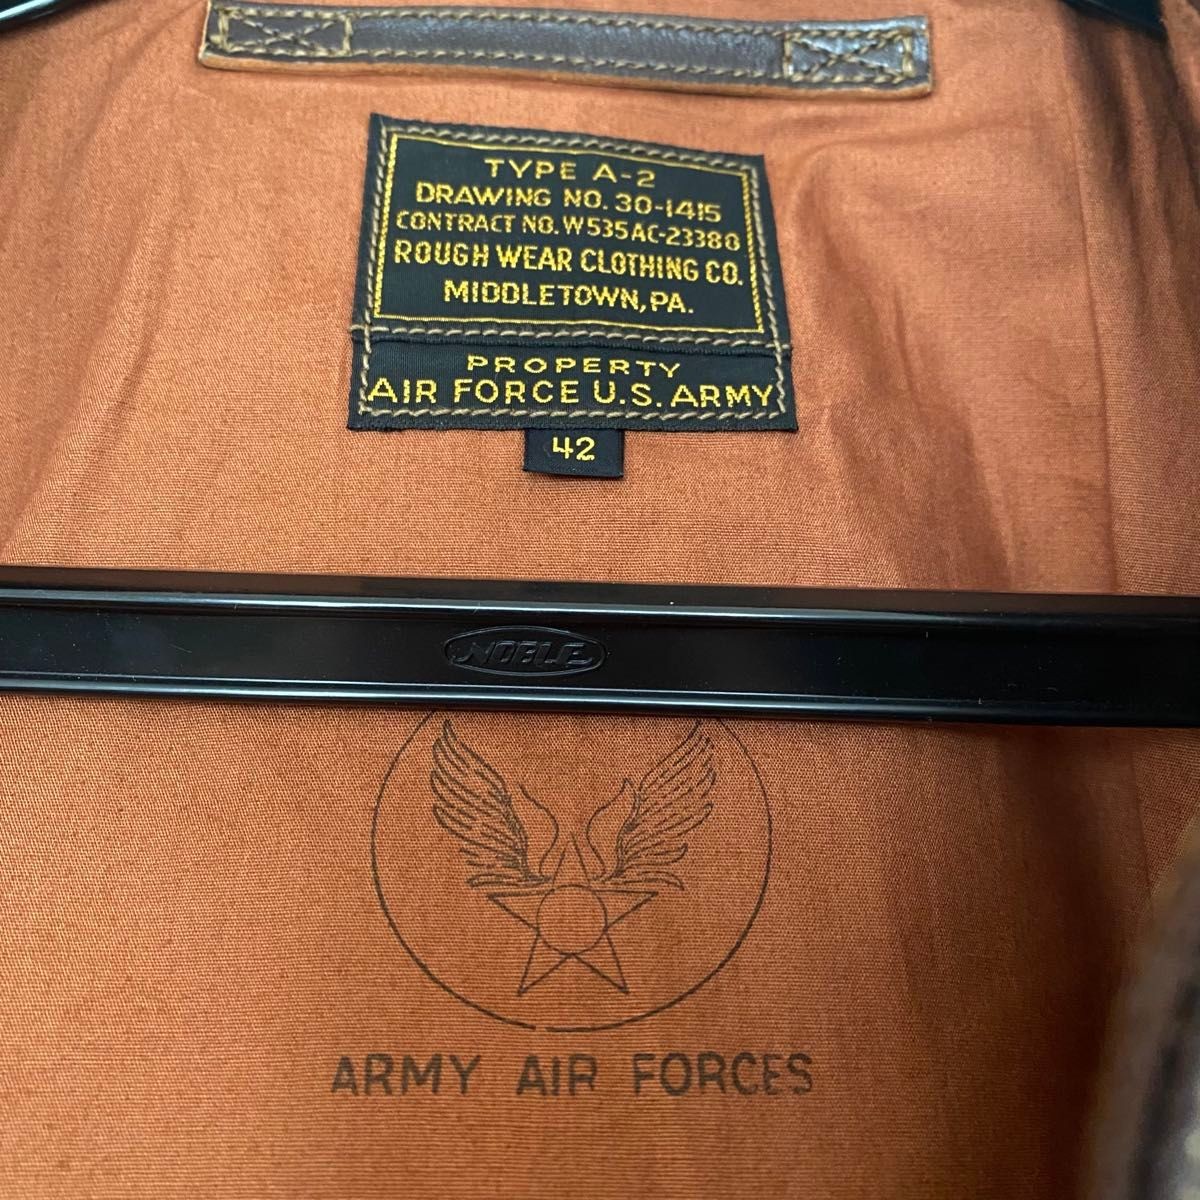 TYPE A-2
DRAWING NO. 30-1415
CONTRACT NO. W535AC-23380
ROUGH WEAR CLOTHING CO.
MIDDLETOWN, PA.
PROPERTY
AIR FORCE U.S. ARMY
42
NOBLE
ARMY AIR FORCES